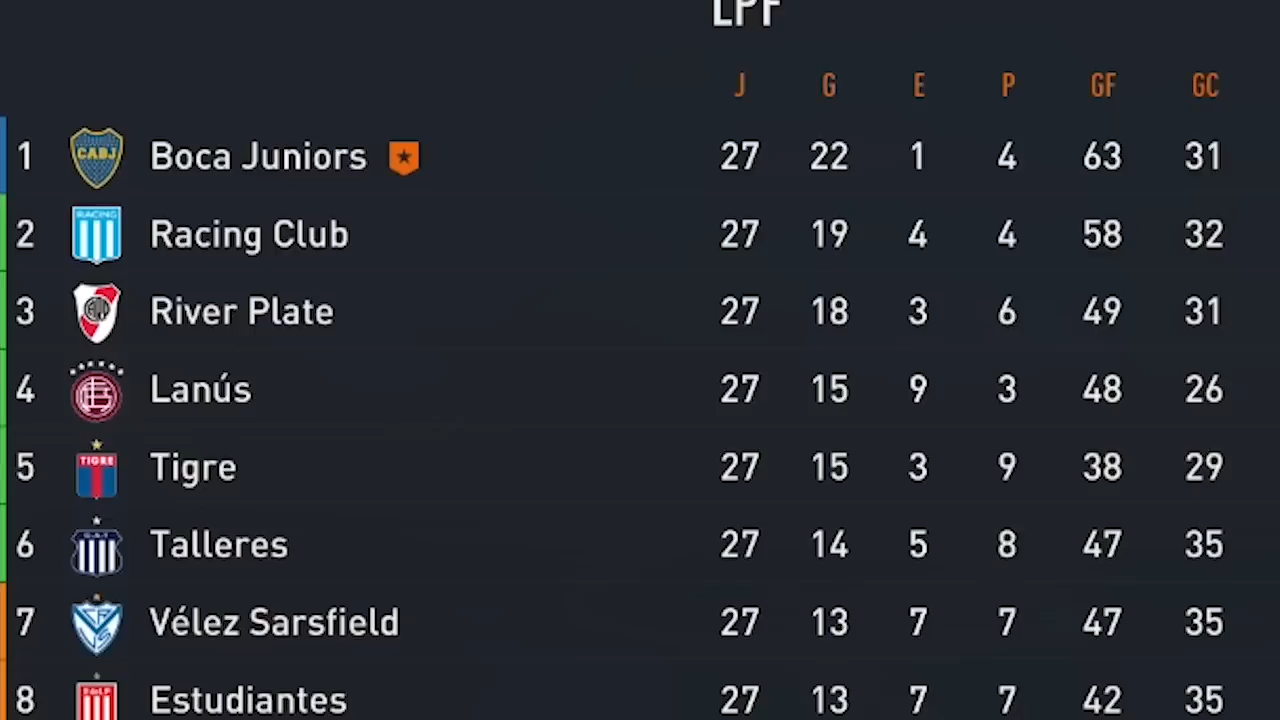 LPF
J G E P GF GC
1 CABJ Boca Juniors 27 22 1 4 63 31
2 RACING Racing Club 27 19 4 4 58 32
3 River Plate 27 18 3 6 49 31
4 Lanús 27 15 9 3 48 26
5 TIGRE Tigre 27 15 3 9 38 29
6 Talleres 27 14 5 8 47 35
7 Vélez Sarsfield 27 13 7 7 47 35
8 Estudiantes 27 13 7 7 42 35